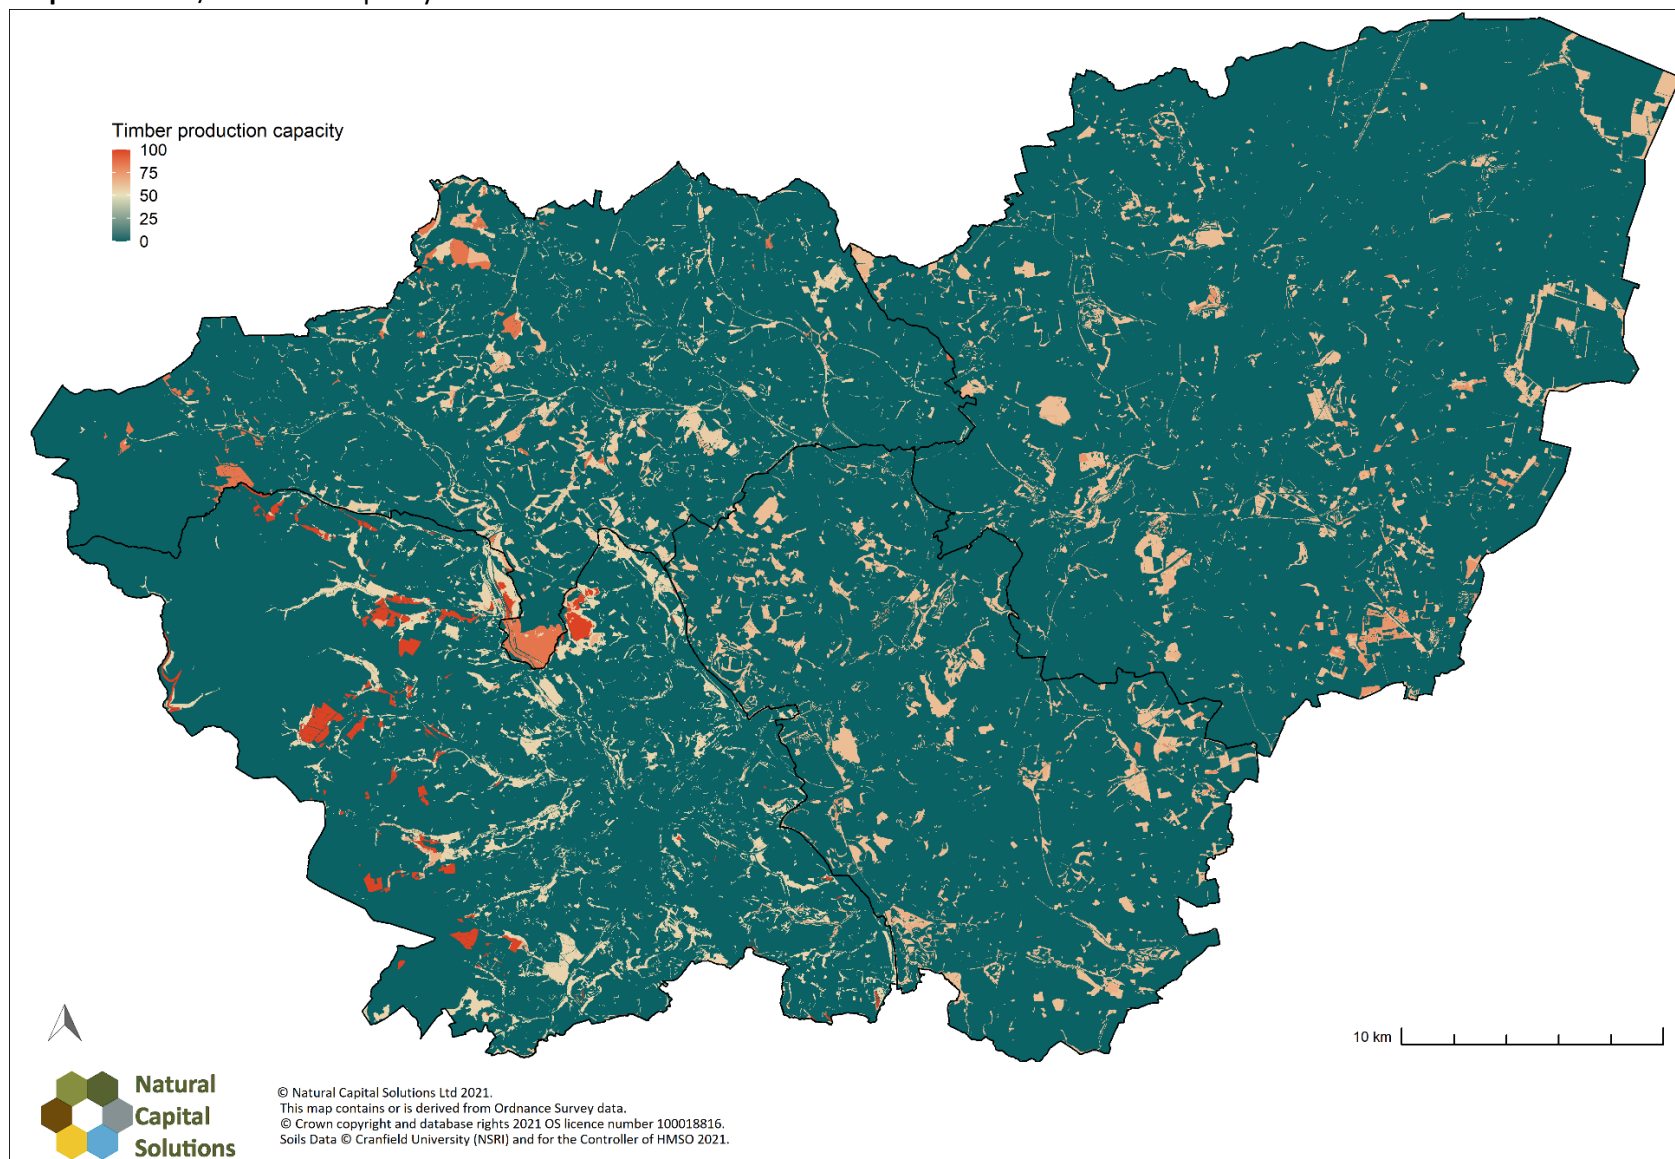 Timber production capacity
100
75
50
25
0
10 km
Natural
Capital
Solutions
© Natural Capital Solutions Ltd 2021.
This map contains or is derived from Ordnance Survey data.
© Crown copyright and database rights 2021 OS licence number 100018816.
Soils Data © Cranfield University (NSRI) and for the Controller of HMSO 2021.